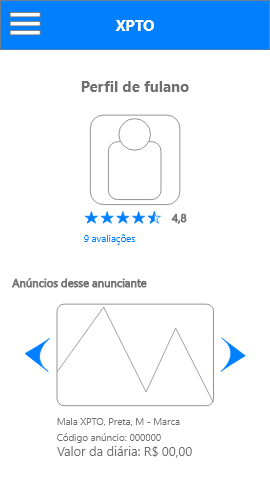 XPTO
Perfil de fulano
4,8
9 avaliações
Anúncios desse anunciante
Mala XPTO, Preta, M - Marca
Código anúncio: 000000
Valor da diária: R$ 00,00